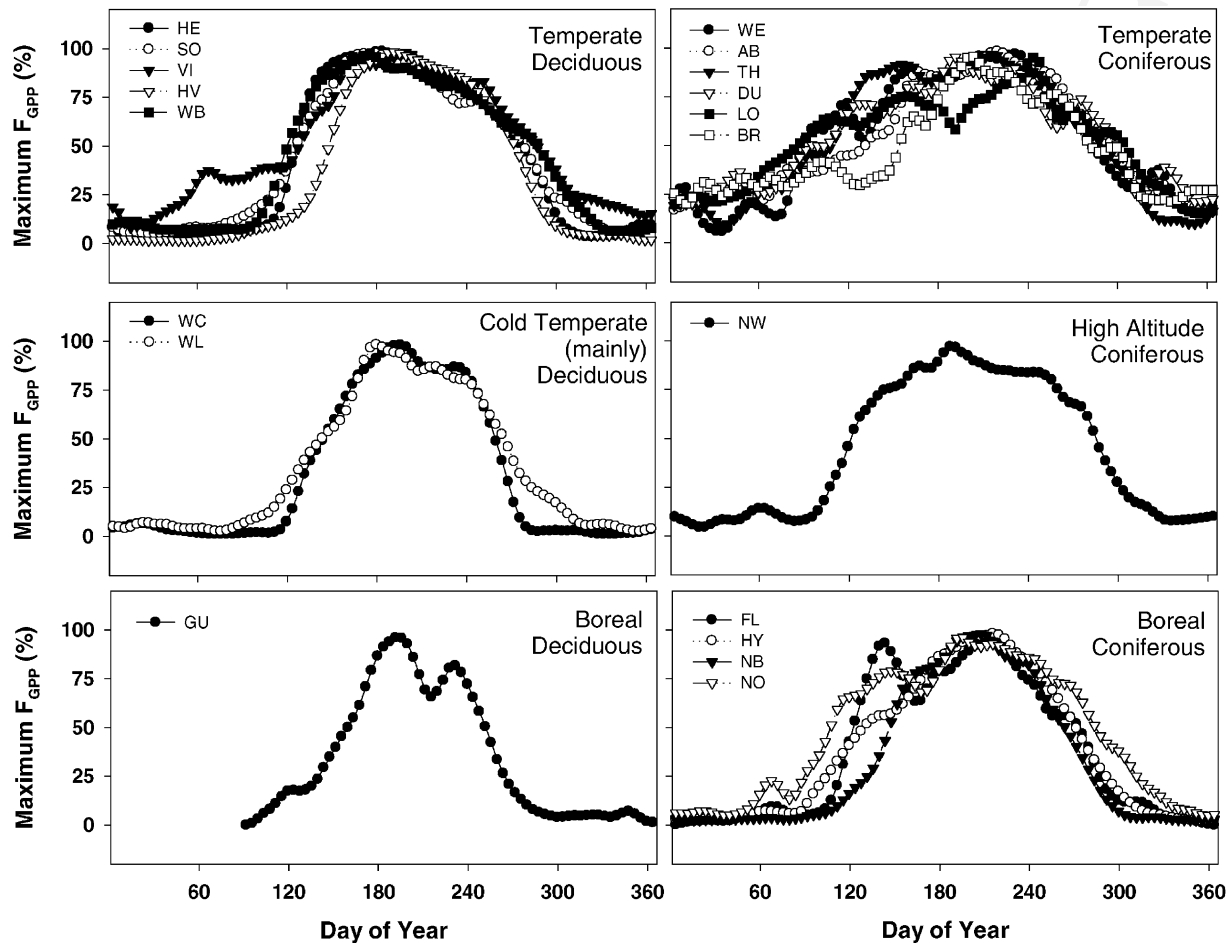 HE
SO
VI
HV
WB
Temperate
Deciduous
Maximum FGPP (%)
100
75
50
25
0
WE
AB
TH
DU
LO
BR
Temperate
Coniferous
WC
WL
Cold Temperate
(mainly)
Deciduous
Maximum FGPP (%)
100
75
50
25
0
NW
High Altitude
Coniferous
GU
Boreal
Deciduous
Maximum FGPP (%)
100
75
50
25
0
60 120 180 240 300 360
Day of Year
FL
HY
NB
NO
Boreal
Coniferous
60 120 180 240 300 360
Day of Year